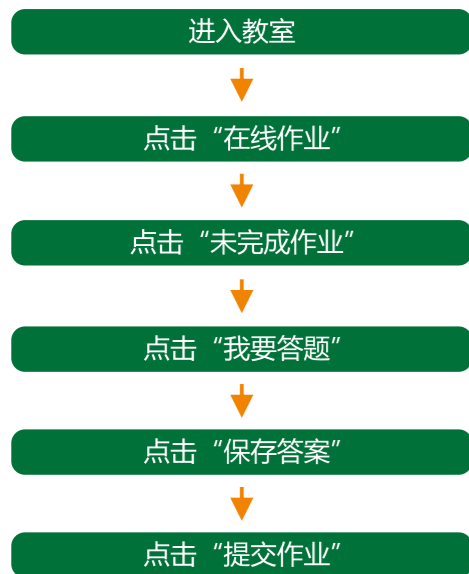 进入教室
点击“在线作业”
点击“未完成作业”
点击“我要答题”
点击“保存答案”
点击“提交作业”